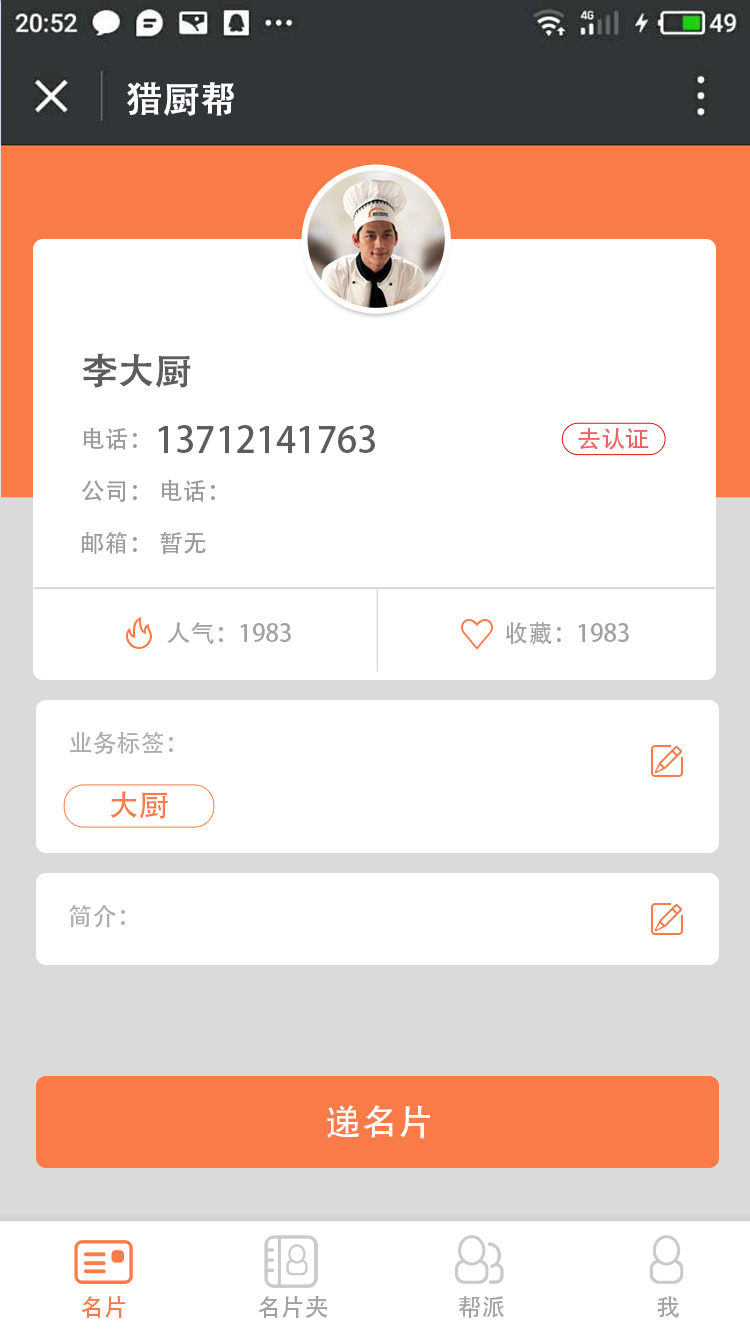 20:52 4G 49
猎厨帮
李大厨
电话： 13712141763 去认证
公司： 电话：
邮箱： 暂无
人气：1983 收藏：1983
业务标签：
大厨
简介：
递名片
名片 名片夹 帮派 我